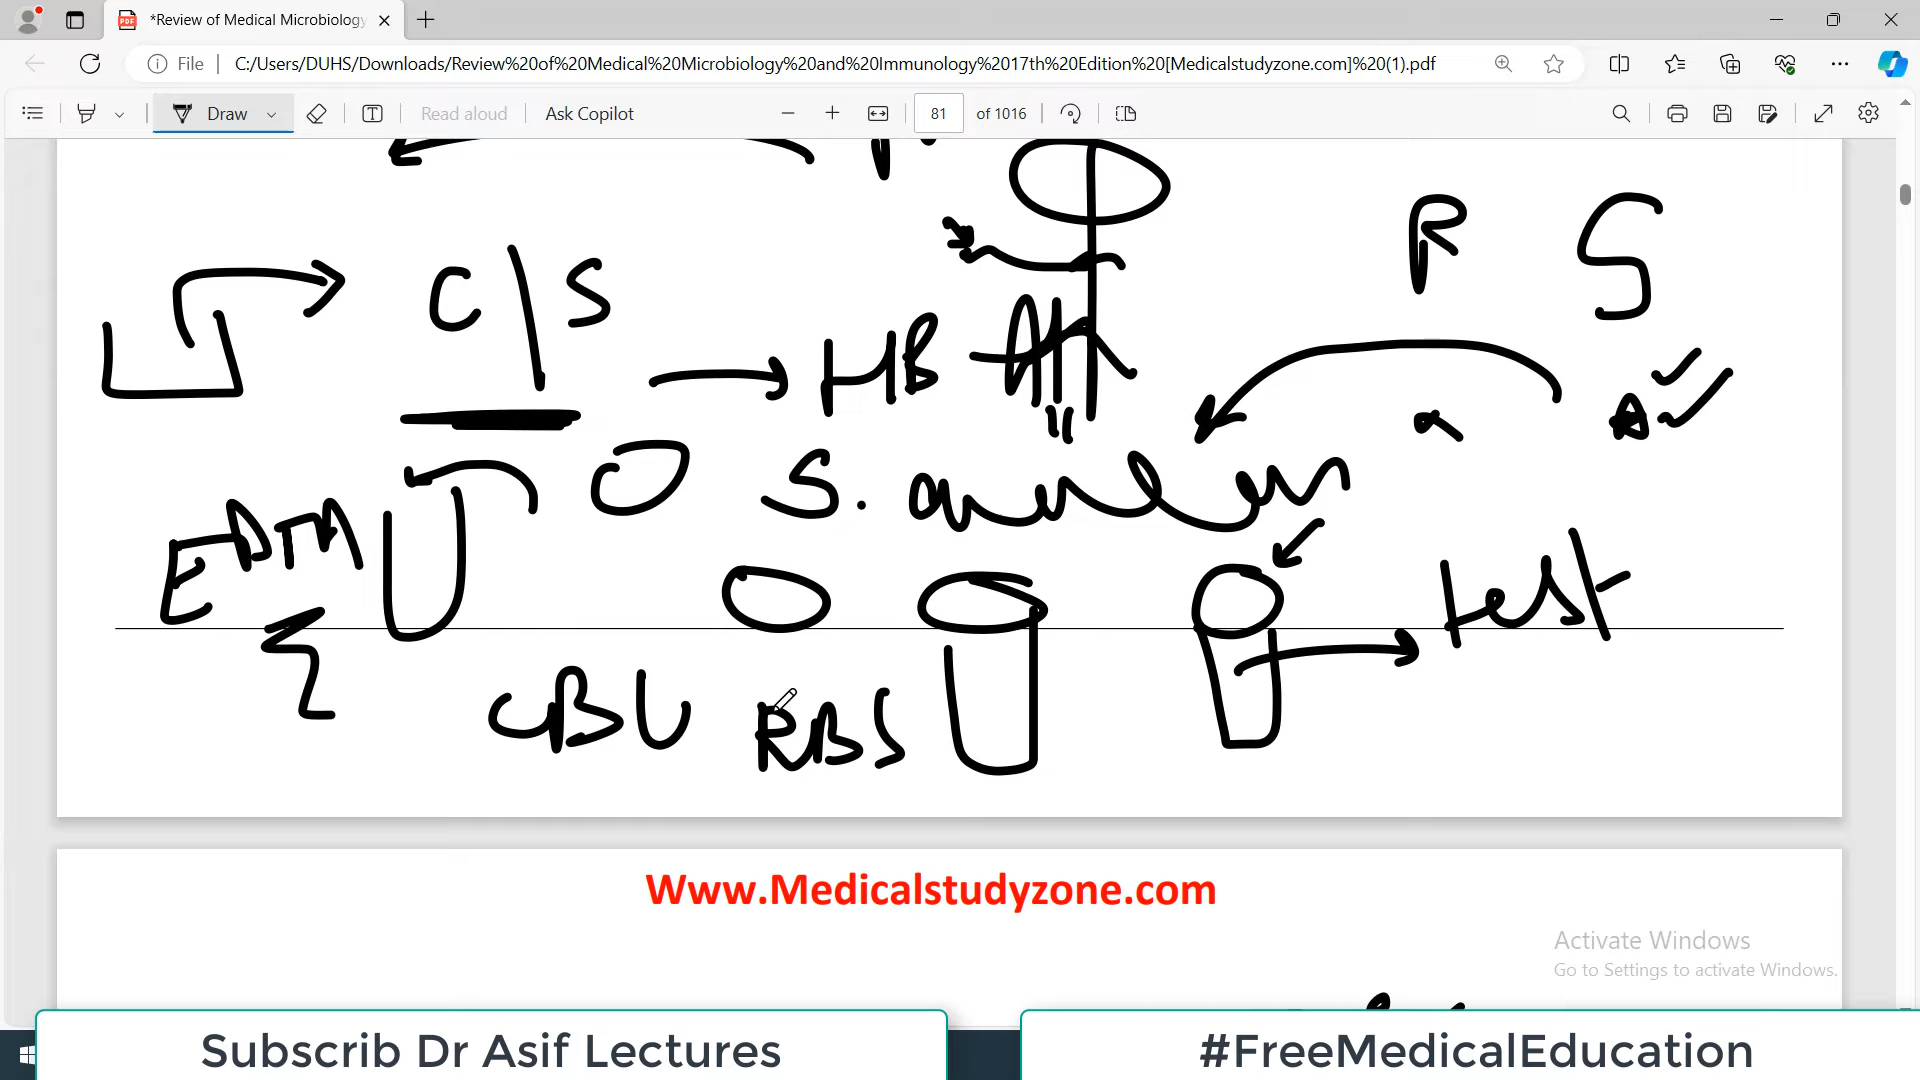 *Review of Medical Microbiology
File
C:/Users/DUHS/Downloads/Review%20of%20Medical%20Microbiology%20and%20Immunology%2017th%20Edition%20[Medicalstudyzone.com]%20(1).pdf
Draw
Read aloud
Ask Copilot
81
of 1016
R S
C/S
HB
S. aureus
EDTA
test
RBS
Www.Medicalstudyzone.com
Activate Windows
Go to Settings to activate Windows.
Subscrib Dr Asif Lectures
#FreeMedicalEducation